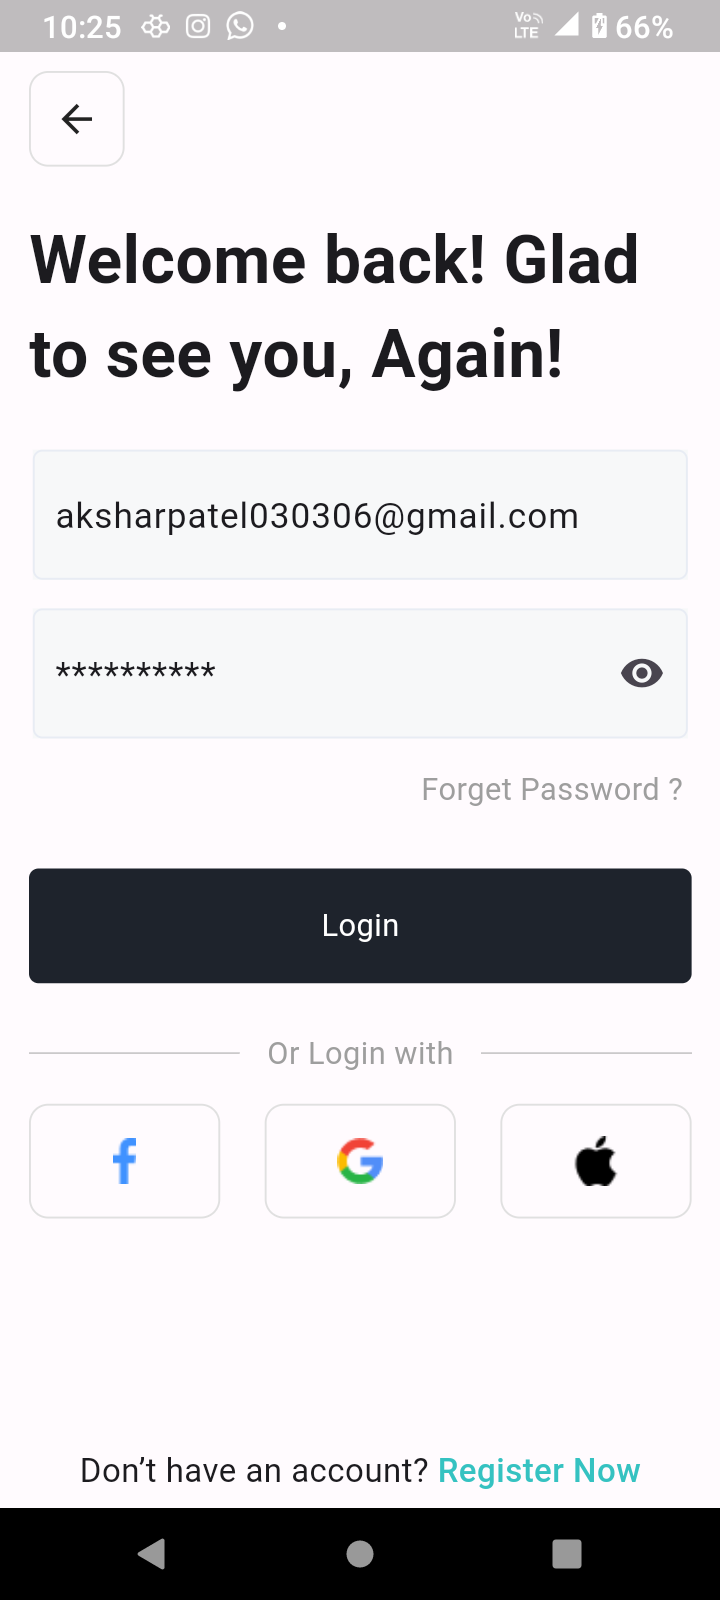 10:25 Vo LTE 66%
Welcome back! Glad
to see you, Again!
aksharpatel030306@gmail.com
**********
Forget Password ?
Login
Or Login with
Don’t have an account? Register Now